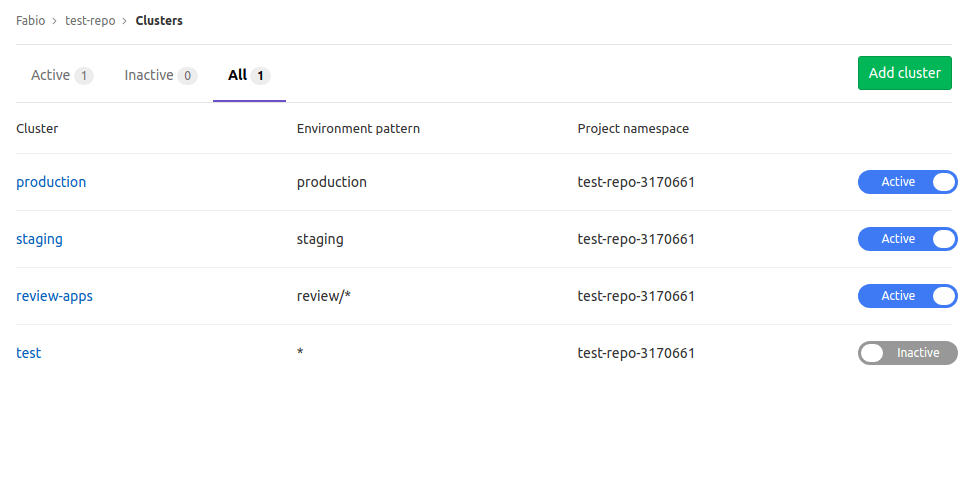 Fabio > test-repo > Clusters
Active 1 Inactive 0 All 1 Add cluster
Cluster Environment pattern Project namespace
production production test-repo-3170661 Active
staging staging test-repo-3170661 Active
review-apps review/* test-repo-3170661 Active
test * test-repo-3170661 Inactive